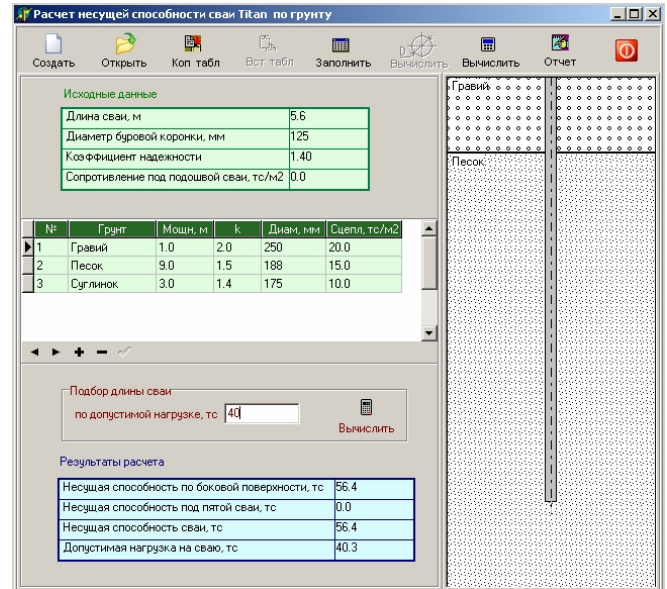 Расчет несущей способности сваи Titan по грунту
Создать Открыть Коп табл Вст табл Заполнить Вычислить Вычислить Отчет
Исходные данные
Длина сваи, м 5.6
Диаметр буровой коронки, мм 125
Коэффициент надежности 1.40
Сопротивление под подошвой сваи, тс/м2 0.0
№ Грунт Мощн, м k Диам, мм Сцепл, тс/м2
1 Гравий 1.0 2.0 250 20.0
2 Песок 9.0 1.5 188 15.0
3 Суглинок 3.0 1.4 175 10.0
Подбор длины сваи
по допустимой нагрузке, тс 40
Вычислить
Результаты расчета
Несущая способность по боковой поверхности, тс 56.4
Несущая способность под пятой сваи, тс 0.0
Несущая способность сваи, тс 56.4
Допустимая нагрузка на сваю, тс 40.3
Гравий
Песок